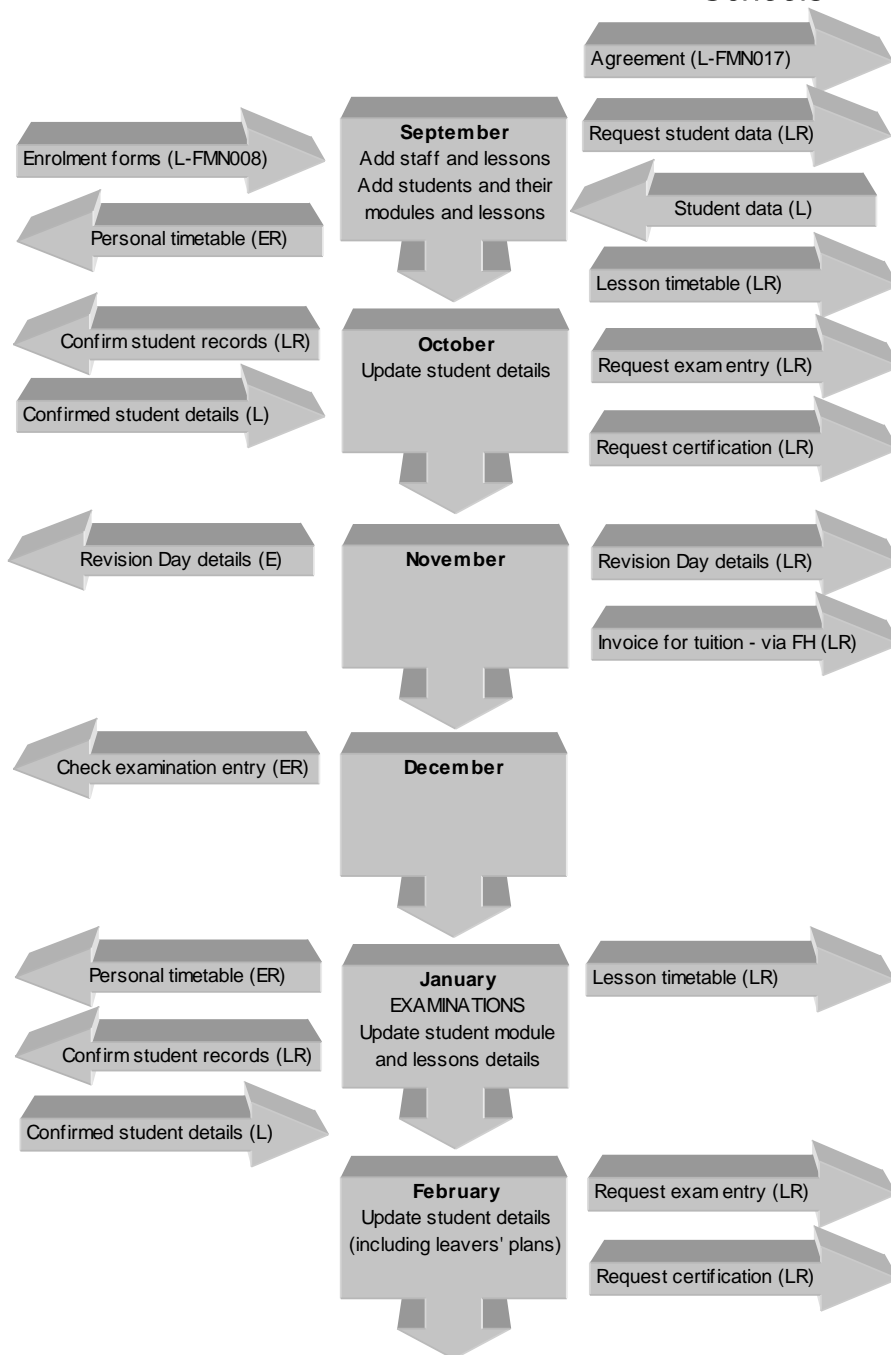 Schools
Agreement (L-FMN017)
Enrolment forms (L-FMN008)
September
Add staff and lessons
Add students and their
modules and lessons
Request student data (LR)
Student data (L)
Personal timetable (ER)
Lesson timetable (LR)
Confirm student records (LR)
October
Update student details
Request exam entry (LR)
Confirmed student details (L)
Request certification (LR)
Revision Day details (E)
November
Revision Day details (LR)
Invoice for tuition - via FH (LR)
Check examination entry (ER)
December
Personal timetable (ER)
January
EXAMINATIONS
Update student module
and lessons details
Lesson timetable (LR)
Confirm student records (LR)
Confirmed student details (L)
February
Update student details
(including leavers' plans)
Request exam entry (LR)
Request certification (LR)